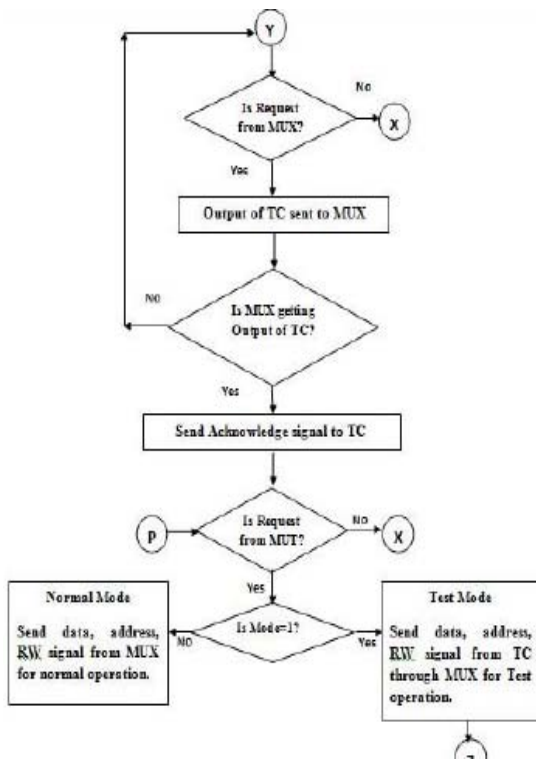 Y
No
Is Request
from MUX?
X
Yes
Output of TC sent to MUX
No
Is MUX getting
Output of TC?
Yes
Send Acknowledge signal to TC
P
Is Request
from MUT?
No
X
Yes
Normal Mode
Send data, address,
RW signal from MUX
for normal operation.
NO
Is Mode=1?
Yes
Test Mode
Send data, address,
RW signal from TC
through MUX for Test
operation.